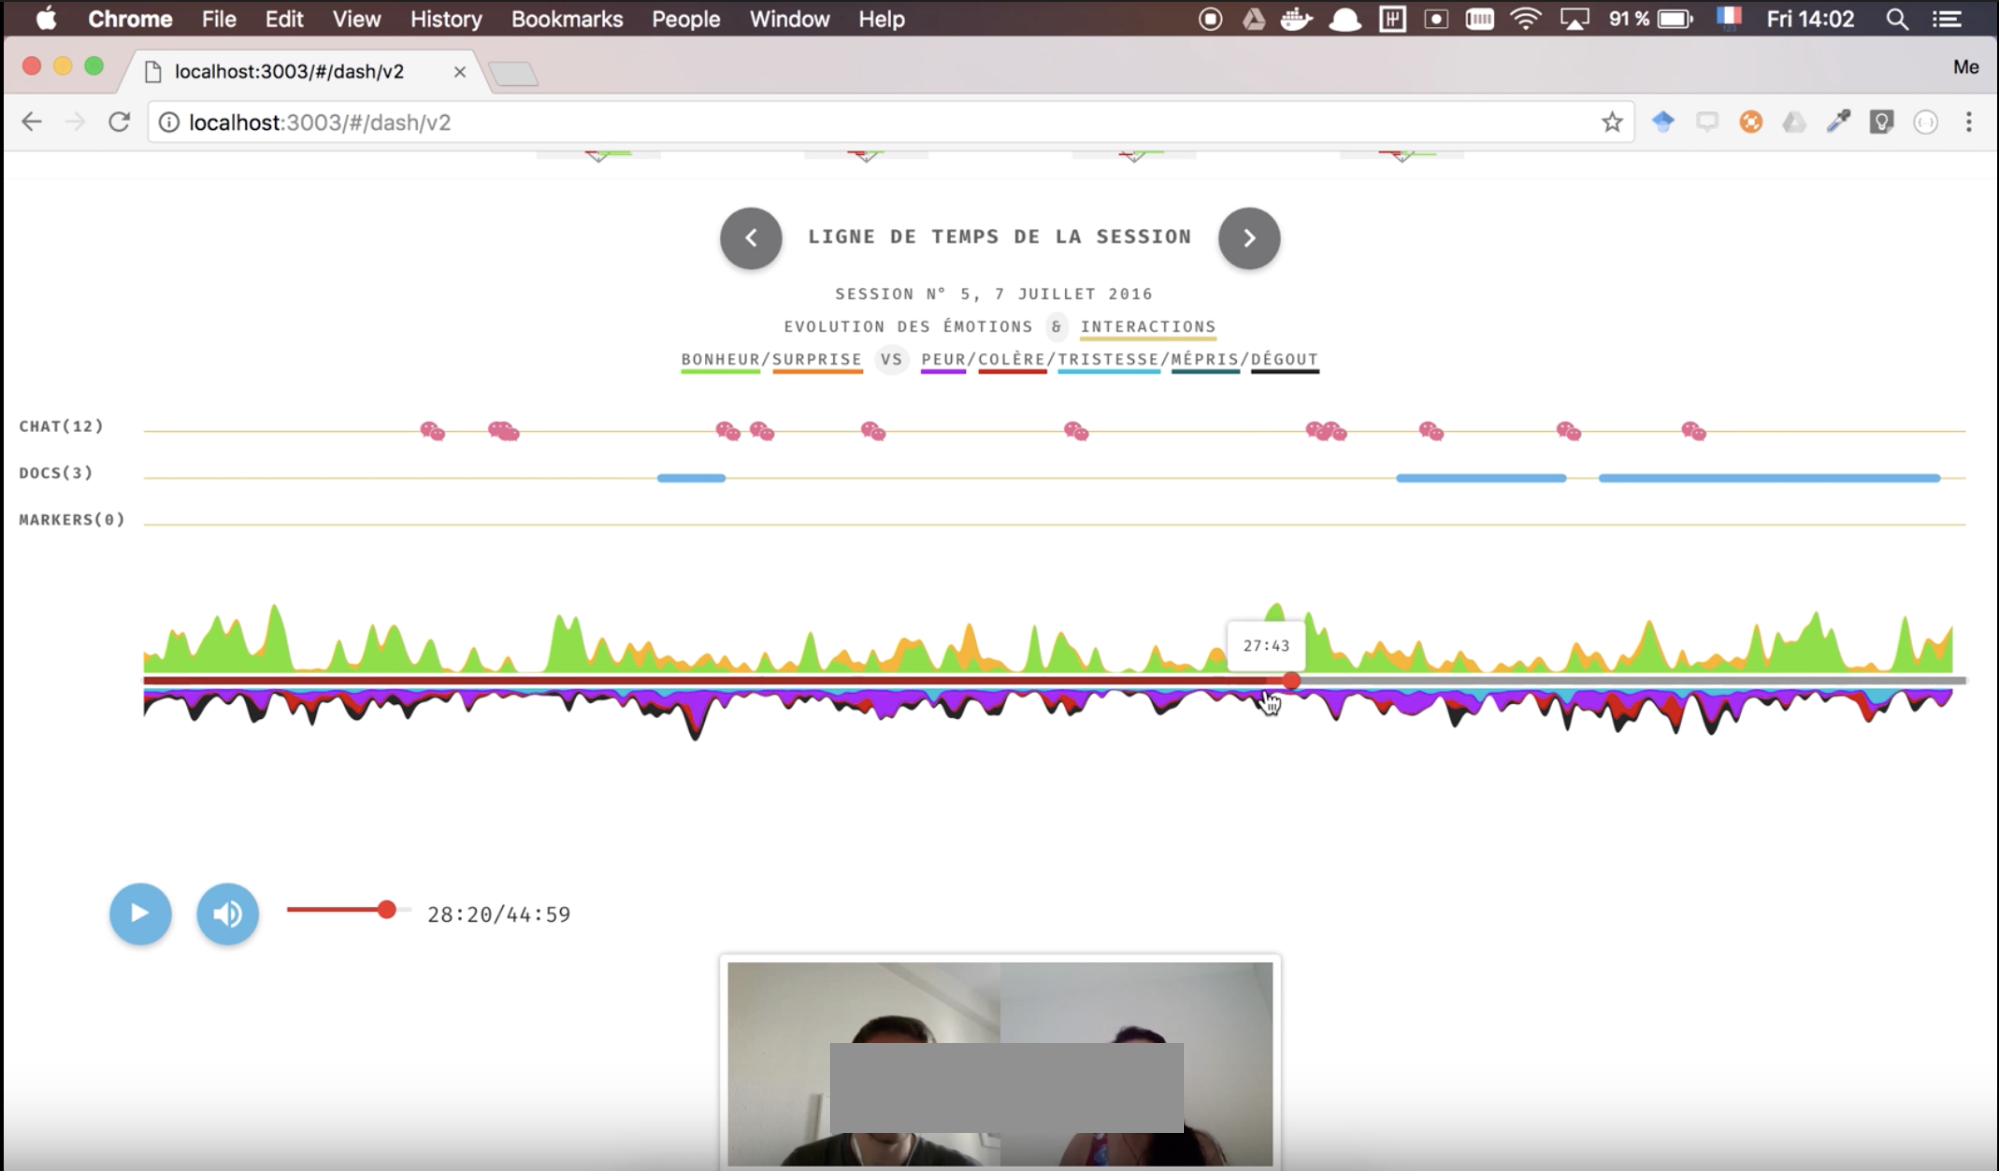 Chrome File Edit View History Bookmarks People Window Help 91 % Fri 14:02
localhost:3003/#/dash/v2 Me
localhost:3003/#/dash/v2
LIGNE DE TEMPS DE LA SESSION
SESSION N° 5, 7 JUILLET 2016
EVOLUTION DES ÉMOTIONS & INTERACTIONS
BONHEUR/SURPRISE VS PEUR/COLÈRE/TRISTESSE/MÉPRIS/DÉGOUT
CHAT(12)
DOCS(3)
MARKERS(0)
27:43
28:20/44:59